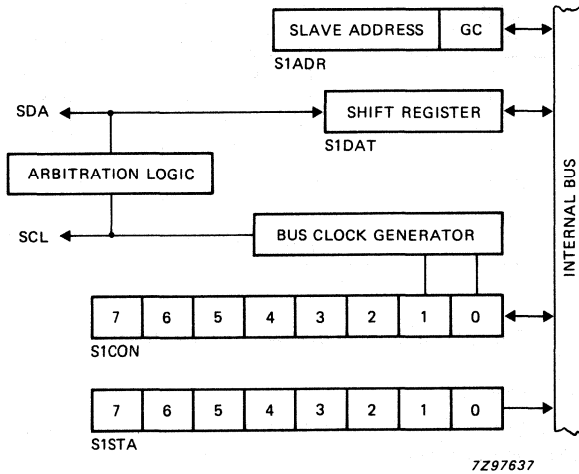 SLAVE ADDRESS GC
S1ADR
SDA
SHIFT REGISTER
S1DAT
ARBITRATION LOGIC
SCL
BUS CLOCK GENERATOR
INTERNAL BUS
7 6 5 4 3 2 1 0
S1CON
7 6 5 4 3 2 1 0
S1STA
7Z97637